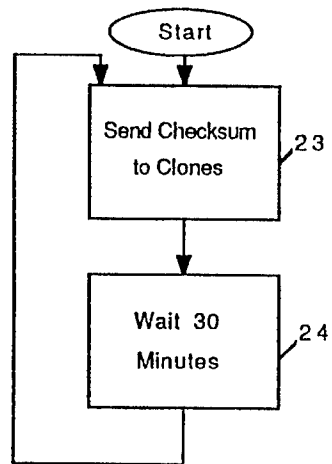 Start
Send Checksum
to Clones
23
Wait 30
Minutes
24